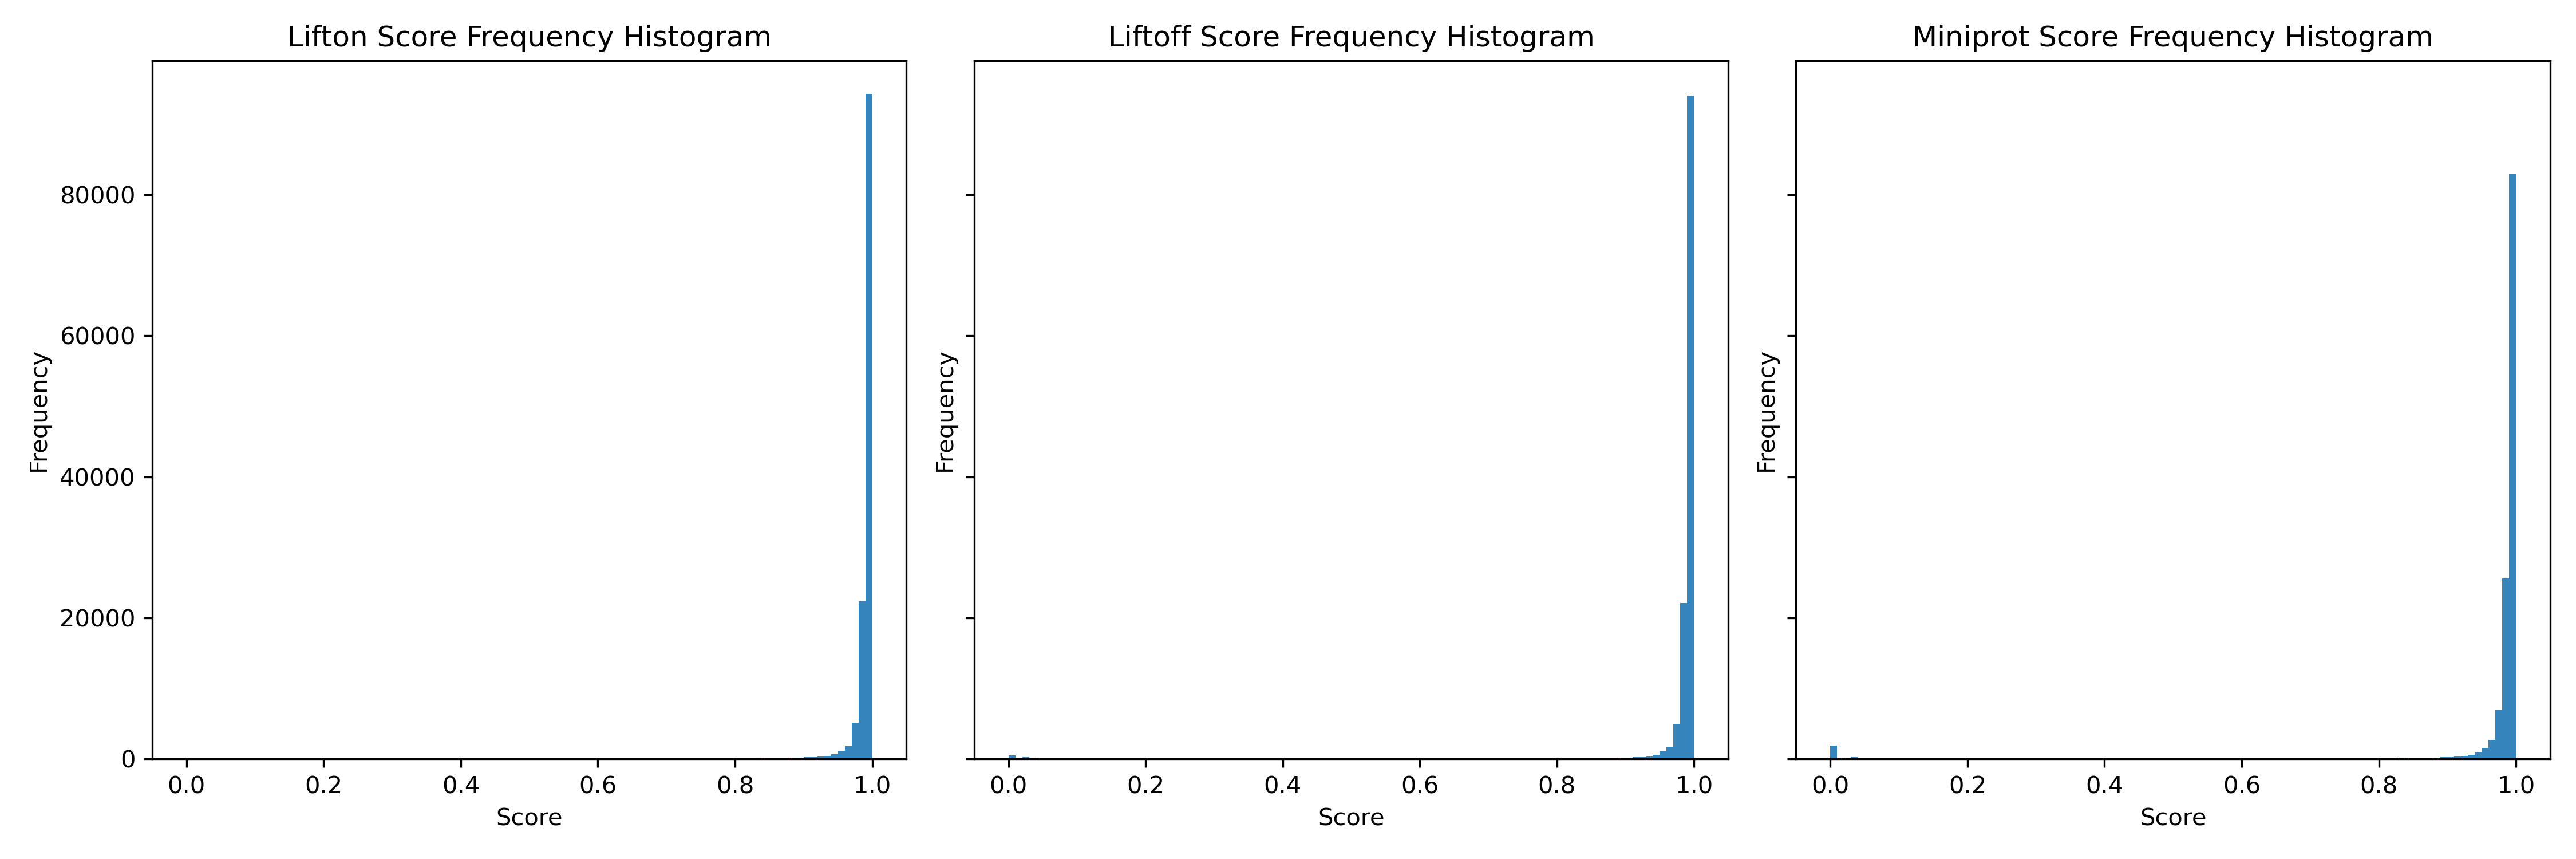 Lifton Score Frequency Histogram
Frequency
80000
60000
40000
20000
0
0.0 0.2 0.4 0.6 0.8 1.0
Score
Liftoff Score Frequency Histogram
Frequency
0.0 0.2 0.4 0.6 0.8 1.0
Score
Miniprot Score Frequency Histogram
Frequency
0.0 0.2 0.4 0.6 0.8 1.0
Score